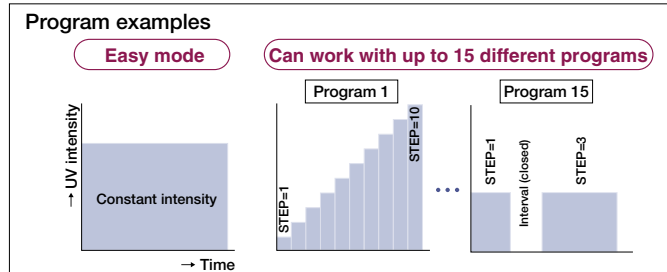 Program examples
Easy mode
Can work with up to 15 different programs
Program 1
Program 15
→ UV intensity
Constant intensity
→ Time
STEP=1
STEP=10
STEP=1
Interval (closed)
STEP=3